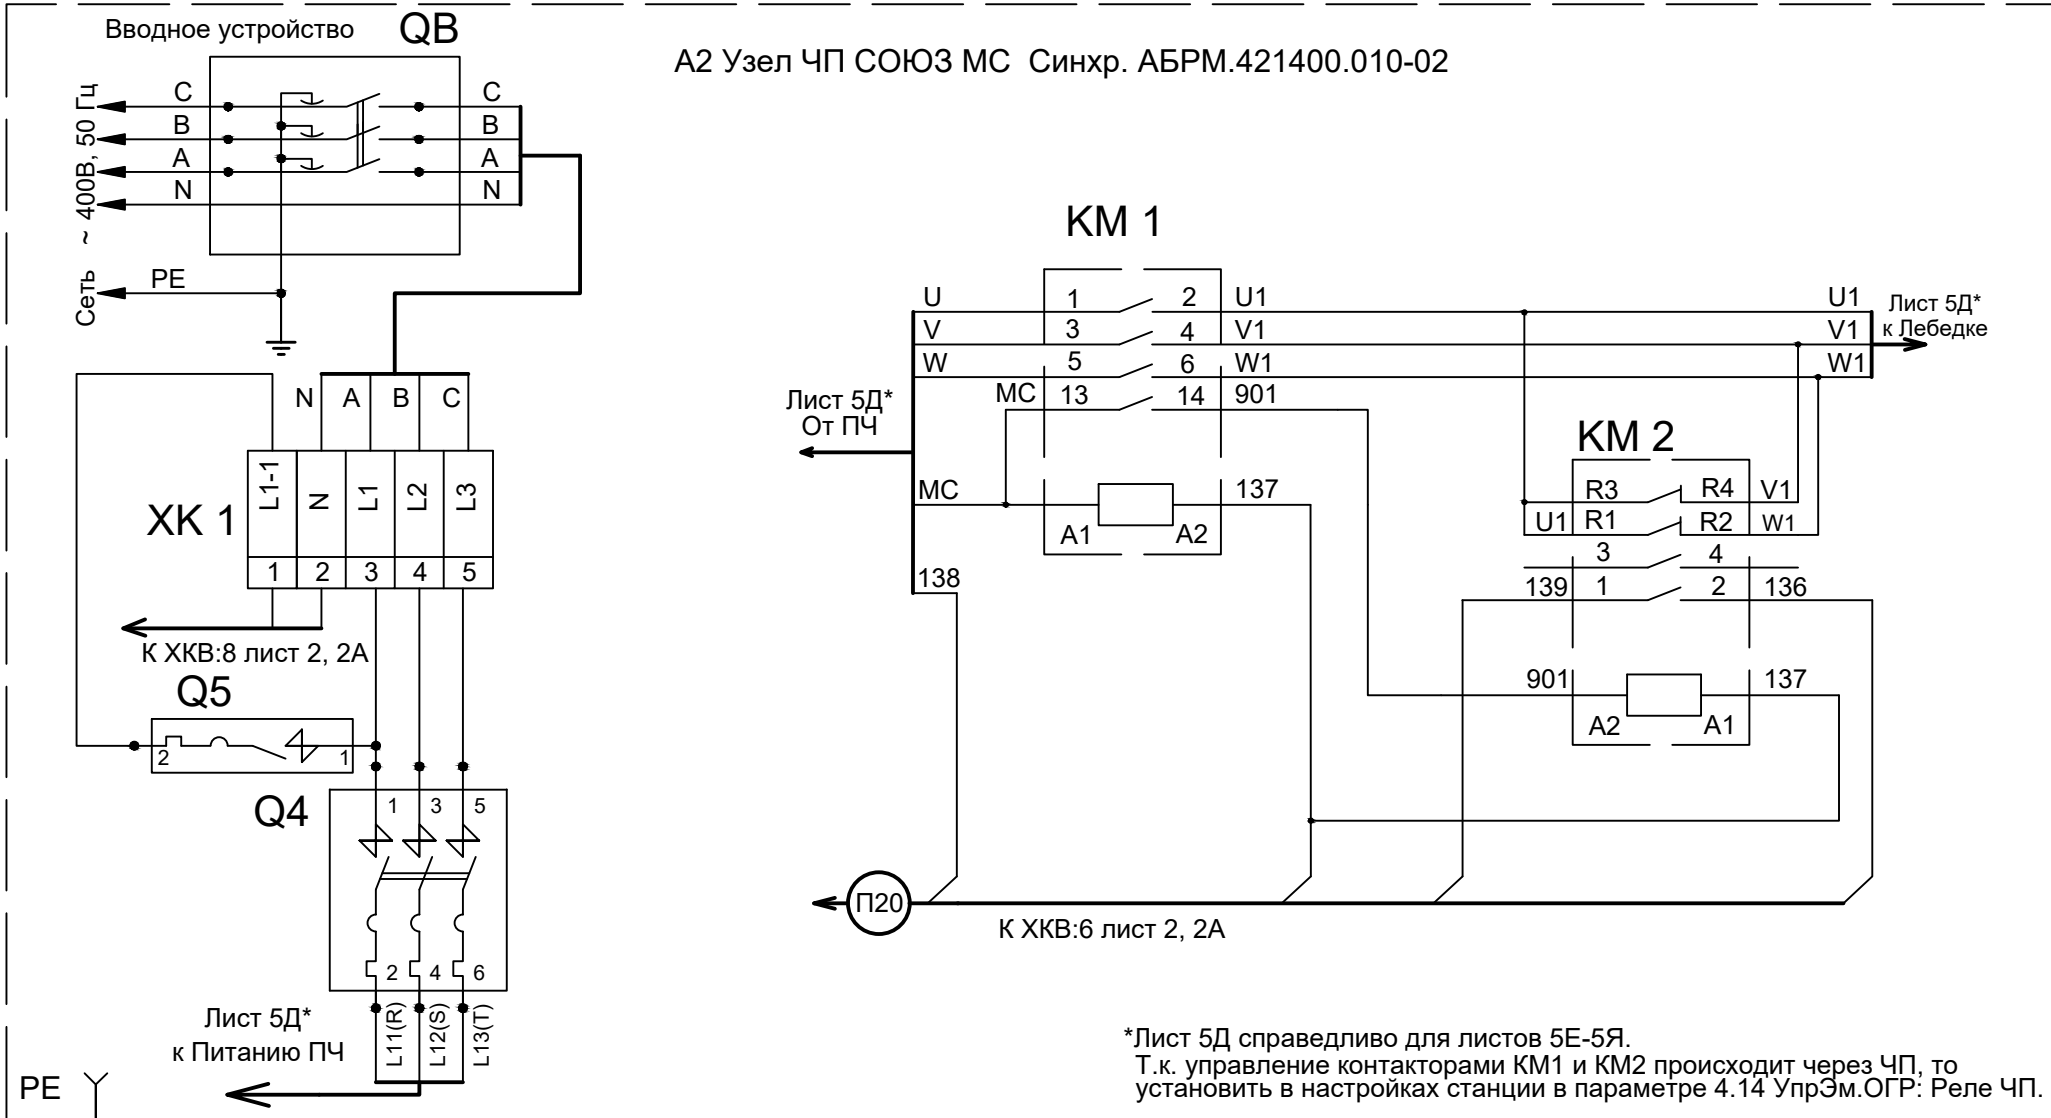 Вводное устройство QB
А2 Узел ЧП СОЮЗ МС Синхр. АБРМ.421400.010-02
Сеть ~ 400В, 50 Гц
C C
B B
A A
N N
PE
N A B C
XK 1
L1-1 N L1 L2 L3
1 2 3 4 5
К ХКВ:8 лист 2, 2А
Q5
2 1
Q4
1 3 5
2 4 6
L11(R) L12(S) L13(T)
Лист 5Д*
к Питанию ПЧ
PE
KM 1
U 1 2 U1 U1
V 3 4 V1 V1
W 5 6 W1 W1
MC 13 14 901
Лист 5Д*
к Лебедке
Лист 5Д*
От ПЧ
MC 137
A1 A2
138
KM 2
R3 R4 V1
U1 R1 R2 W1
3 4
139 1 2 136
901 137
A2 A1
П20
К ХКВ:6 лист 2, 2А
*Лист 5Д справедливо для листов 5Е-5Я.
Т.к. управление контакторами КМ1 и КМ2 происходит через ЧП, то
установить в настройках станции в параметре 4.14 УпрЭм.ОГР: Реле ЧП.